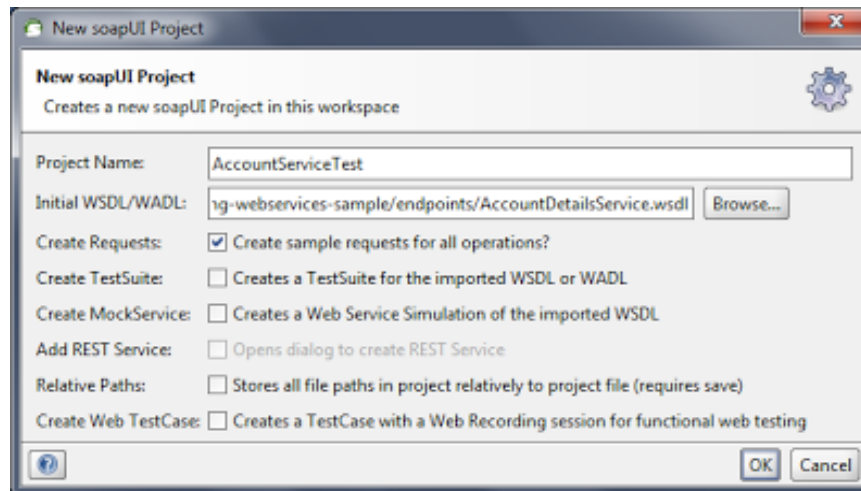 New soapUI Project
New soapUI Project
Creates a new soapUI Project in this workspace
Project Name: AccountServiceTest
Initial WSDL/WADL: ng-webservices-sample/endpoints/AccountDetailsService.wsdl Browse...
Create Requests: Create sample requests for all operations?
Create TestSuite: Creates a TestSuite for the imported WSDL or WADL
Create MockService: Creates a Web Service Simulation of the imported WSDL
Add REST Service: Opens dialog to create REST Service
Relative Paths: Stores all file paths in project relatively to project file (requires save)
Create Web TestCase: Creates a TestCase with a Web Recording session for functional web testing
? OK Cancel